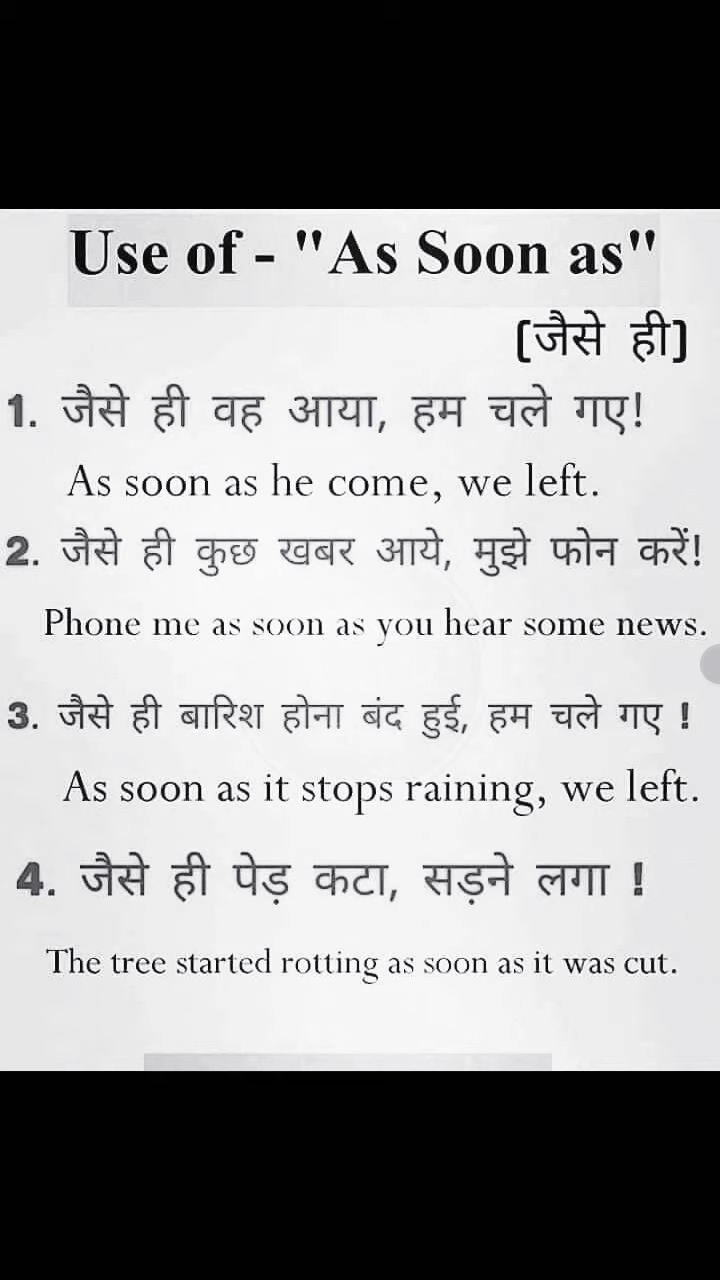 Use of - "As Soon as"
[जैसे ही]
1. जैसे ही वह आया, हम चले गए!
As soon as he come, we left.
2. जैसे ही कुछ खबर आये, मुझे फोन करें!
Phone me as soon as you hear some news.
3. जैसे ही बारिश होना बंद हुई, हम चले गए !
As soon as it stops raining, we left.
4. जैसे ही पेड़ कटा, सड़ने लगा !
The tree started rotting as soon as it was cut.